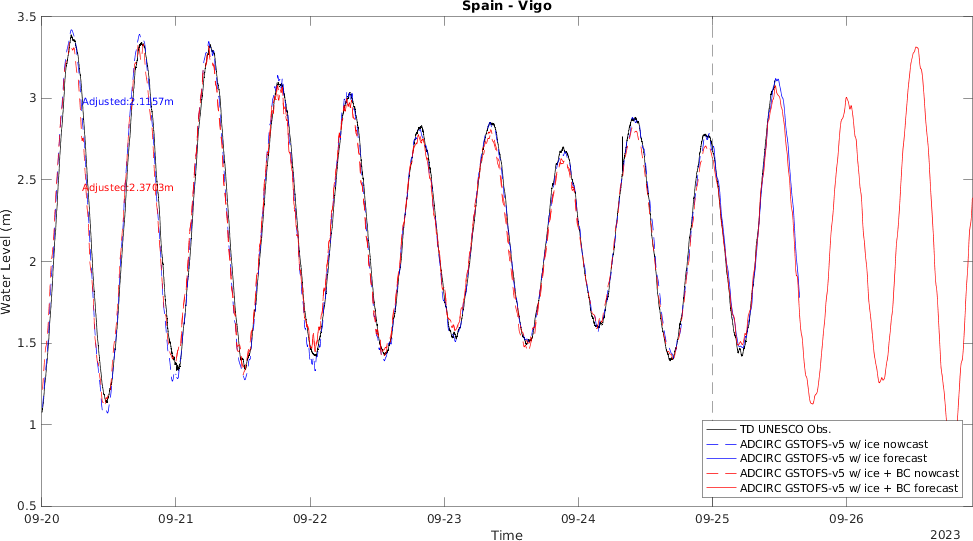 Spain - Vigo
3.5
3
2.5
2
1.5
1
0.5
Water Level (m)
Adjusted:2.1157m
Adjusted:2.3703m
TD UNESCO Obs.
ADCIRC GSTOFS-v5 w/ ice nowcast
ADCIRC GSTOFS-v5 w/ ice forecast
ADCIRC GSTOFS-v5 w/ ice + BC nowcast
ADCIRC GSTOFS-v5 w/ ice + BC forecast
09-20 09-21 09-22 09-23 09-24 09-25 09-26
Time
2023